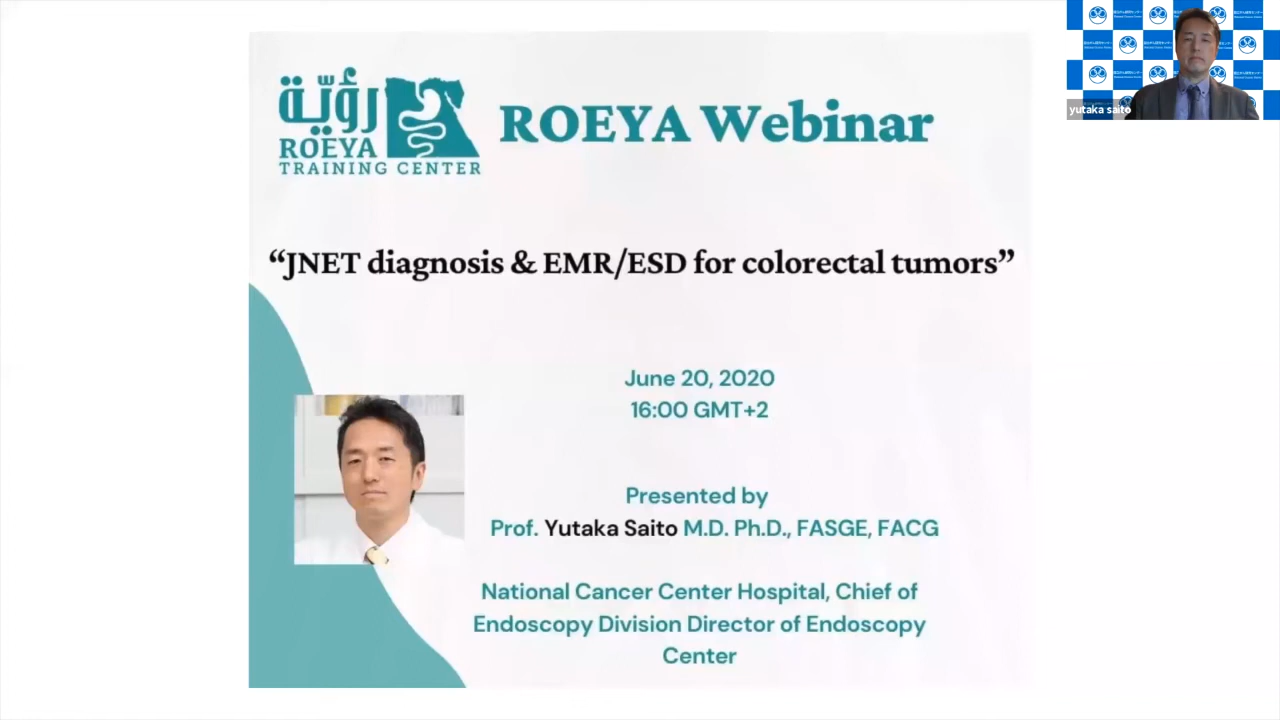 رؤيّة
ROEYA
TRAINING CENTER
ROEYA Webinar
“JNET diagnosis & EMR/ESD for colorectal tumors”
June 20, 2020
16:00 GMT+2
Presented by
Prof. Yutaka Saito M.D. Ph.D., FASGE, FACG
National Cancer Center Hospital, Chief of
Endoscopy Division Director of Endoscopy
Center
yutaka saito